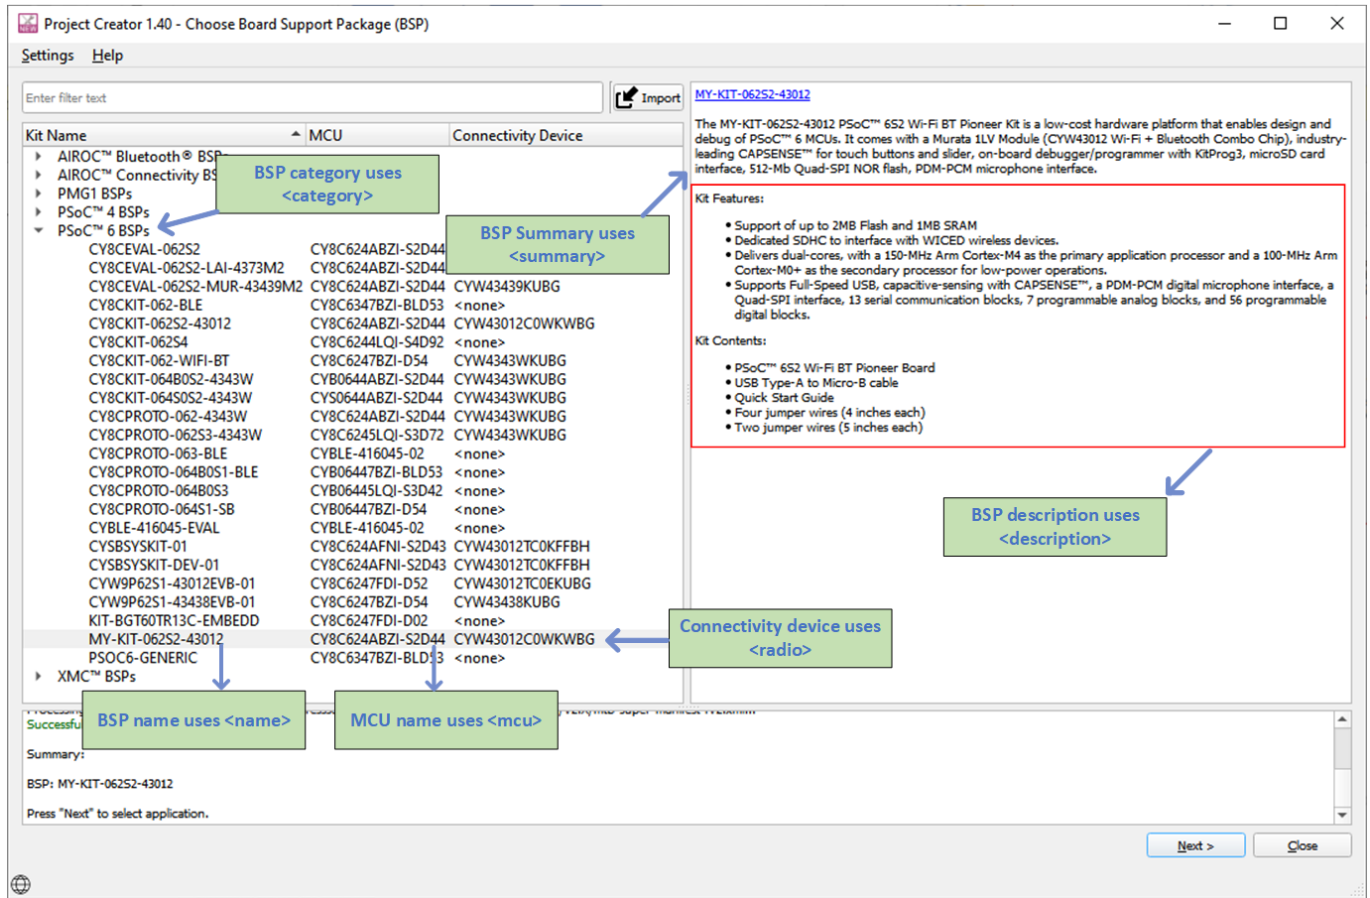 Project Creator 1.40 - Choose Board Support Package (BSP)
Settings Help
Enter filter text
Import
Kit Name MCU Connectivity Device
AIROC™ Bluetooth® BSPs
AIROC™ Connectivity BS
PMG1 BSPs
PSoC™ 4 BSPs
PSoC™ 6 BSPs
CY8CEVAL-062S2 CY8C624ABZI-S2D44
CY8CEVAL-062S2-LAI-4373M2 CY8C624ABZI-S2D44
CY8CEVAL-062S2-MUR-43439M2 CY8C624ABZI-S2D44 CYW43439KUBG
CY8CKIT-062-BLE CY8C6347BZI-BLD53 <none>
CY8CKIT-062S2-43012 CY8C624ABZI-S2D44 CYW43012C0WKWBG
CY8CKIT-062S4 CY8C6244LQI-S4D92 <none>
CY8CKIT-062-WIFI-BT CY8C6247BZI-D54 CYW4343WKUBG
CY8CKIT-064B0S2-4343W CYB0644ABZI-S2D44 CYW4343WKUBG
CY8CKIT-064S0S2-4343W CYS0644ABZI-S2D44 CYW4343WKUBG
CY8CPROTO-062-4343W CY8C624ABZI-S2D44 CYW4343WKUBG
CY8CPROTO-062S3-4343W CY8C6245LQI-S3D72 CYW4343WKUBG
CY8CPROTO-063-BLE CYBLE-416045-02 <none>
CY8CPROTO-064B0S1-BLE CYB06447BZI-BLD53 <none>
CY8CPROTO-064B0S3 CYB06445LQI-S3D42 <none>
CY8CPROTO-064S1-SB CYB06447BZI-D54 <none>
CYBLE-416045-EVAL CYBLE-416045-02 <none>
CYSBSYSKIT-01 CY8C624AFNI-S2D43 CYW43012TC0KFFBH
CYSBSYSKIT-DEV-01 CY8C624AFNI-S2D43 CYW43012TC0KFFBH
CYW9P62S1-43012EVB-01 CY8C6247FDI-D52 CYW43012TC0EKUBG
CYW9P62S1-43438EVB-01 CY8C6247BZI-D54 CYW43438KUBG
KIT-BGT60TR13C-EMBEDD CY8C6247FDI-D02 <none>
MY-KIT-062S2-43012 CY8C624ABZI-S2D44 CYW43012C0WKWBG
PSOC6-GENERIC CY8C6347BZI-BLD53 <none>
XMC™ BSPs
BSP category uses
<category>
BSP Summary uses
<summary>
MY-KIT-062S2-43012
The MY-KIT-062S2-43012 PSoC™ 6S2 Wi-Fi BT Pioneer Kit is a low-cost hardware platform that enables design and
debug of PSoC™ 6 MCUs. It comes with a Murata 1LV Module (CYW43012 Wi-Fi + Bluetooth Combo Chip), industry-
leading CAPSENSE™ for touch buttons and slider, on-board debugger/programmer with KitProg3, microSD card
interface, 512-Mb Quad-SPI NOR flash, PDM-PCM microphone interface.
Kit Features:
• Support of up to 2MB Flash and 1MB SRAM
• Dedicated SDHC to interface with WICED wireless devices.
• Delivers dual-cores, with a 150-MHz Arm Cortex-M4 as the primary application processor and a 100-MHz Arm
Cortex-M0+ as the secondary processor for low-power operations.
• Supports Full-Speed USB, capacitive-sensing with CAPSENSE™, a PDM-PCM digital microphone interface, a
Quad-SPI interface, 13 serial communication blocks, 7 programmable analog blocks, and 56 programmable
digital blocks.
Kit Contents:
• PSoC™ 6S2 Wi-Fi BT Pioneer Board
• USB Type-A to Micro-B cable
• Quick Start Guide
• Four jumper wires (4 inches each)
• Two jumper wires (5 inches each)
BSP description uses
<description>
Connectivity device uses
<radio>
BSP name uses <name>
MCU name uses <mcu>
Successfu
Summary:
BSP: MY-KIT-062S2-43012
Press "Next" to select application.
Next >
Close